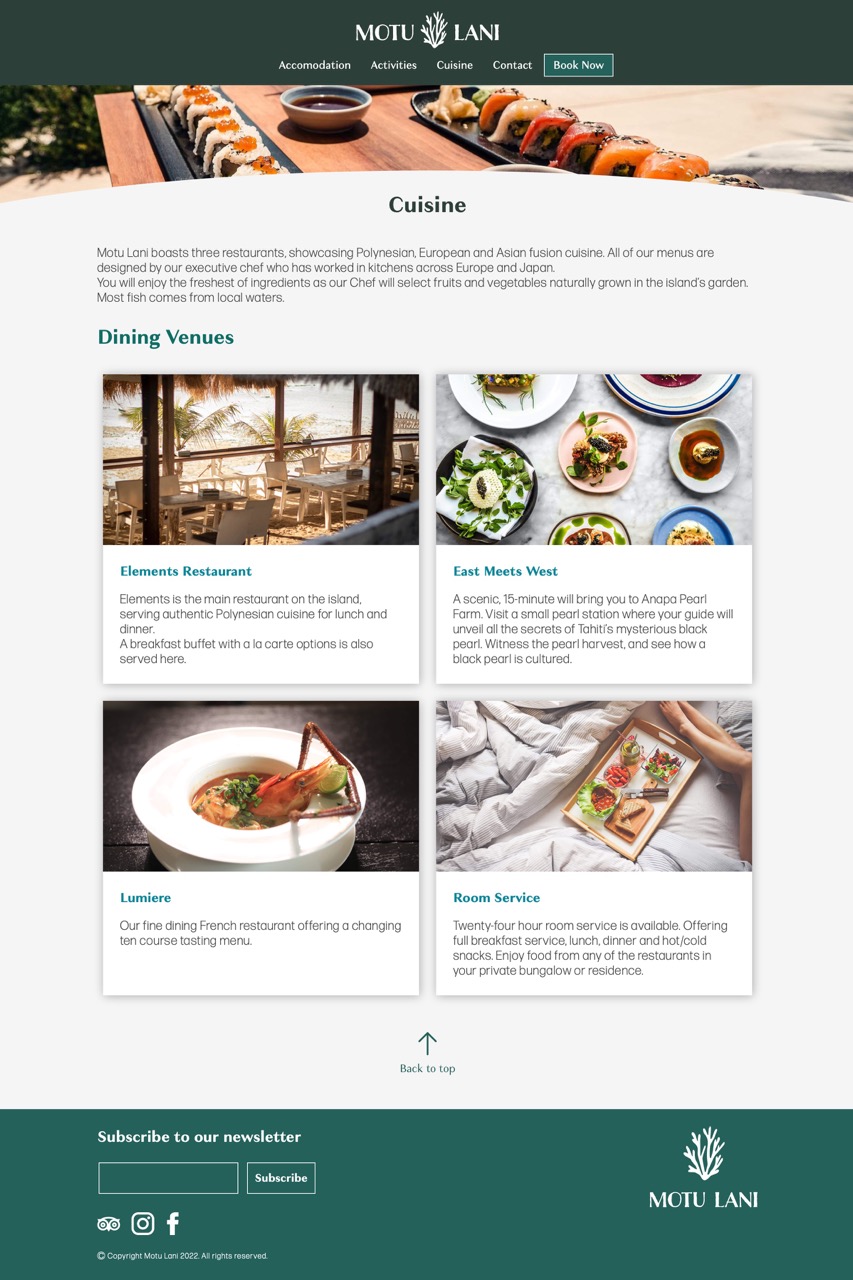 MOTU LANI
Accomodation Activities Cuisine Contact Book Now
Cuisine
Motu Lani boasts three restaurants, showcasing Polynesian, European and Asian fusion cuisine. All of our menus are
designed by our executive chef who has worked in kitchens across Europe and Japan.
You will enjoy the freshest of ingredients as our Chef will select fruits and vegetables naturally grown in the island's garden.
Most fish comes from local waters.
Dining Venues
Elements Restaurant
Elements is the main restaurant on the island,
serving authentic Polynesian cuisine for lunch and
dinner.
A breakfast buffet with a la carte options is also
served here.
East Meets West
A scenic, 15-minute will bring you to Anapa Pearl
Farm. Visit a small pearl station where your guide will
unveil all the secrets of Tahiti's mysterious black
pearl. Witness the pearl harvest, and see how a
black pearl is cultured.
Lumiere
Our fine dining French restaurant offering a changing
ten course tasting menu.
Room Service
Twenty-four hour room service is available. Offering
full breakfast service, lunch, dinner and hot/cold
snacks. Enjoy food from any of the restaurants in
your private bungalow or residence.
Back to top
Subscribe to our newsletter
Subscribe
MOTU LANI
© Copyright Motu Lani 2022. All rights reserved.